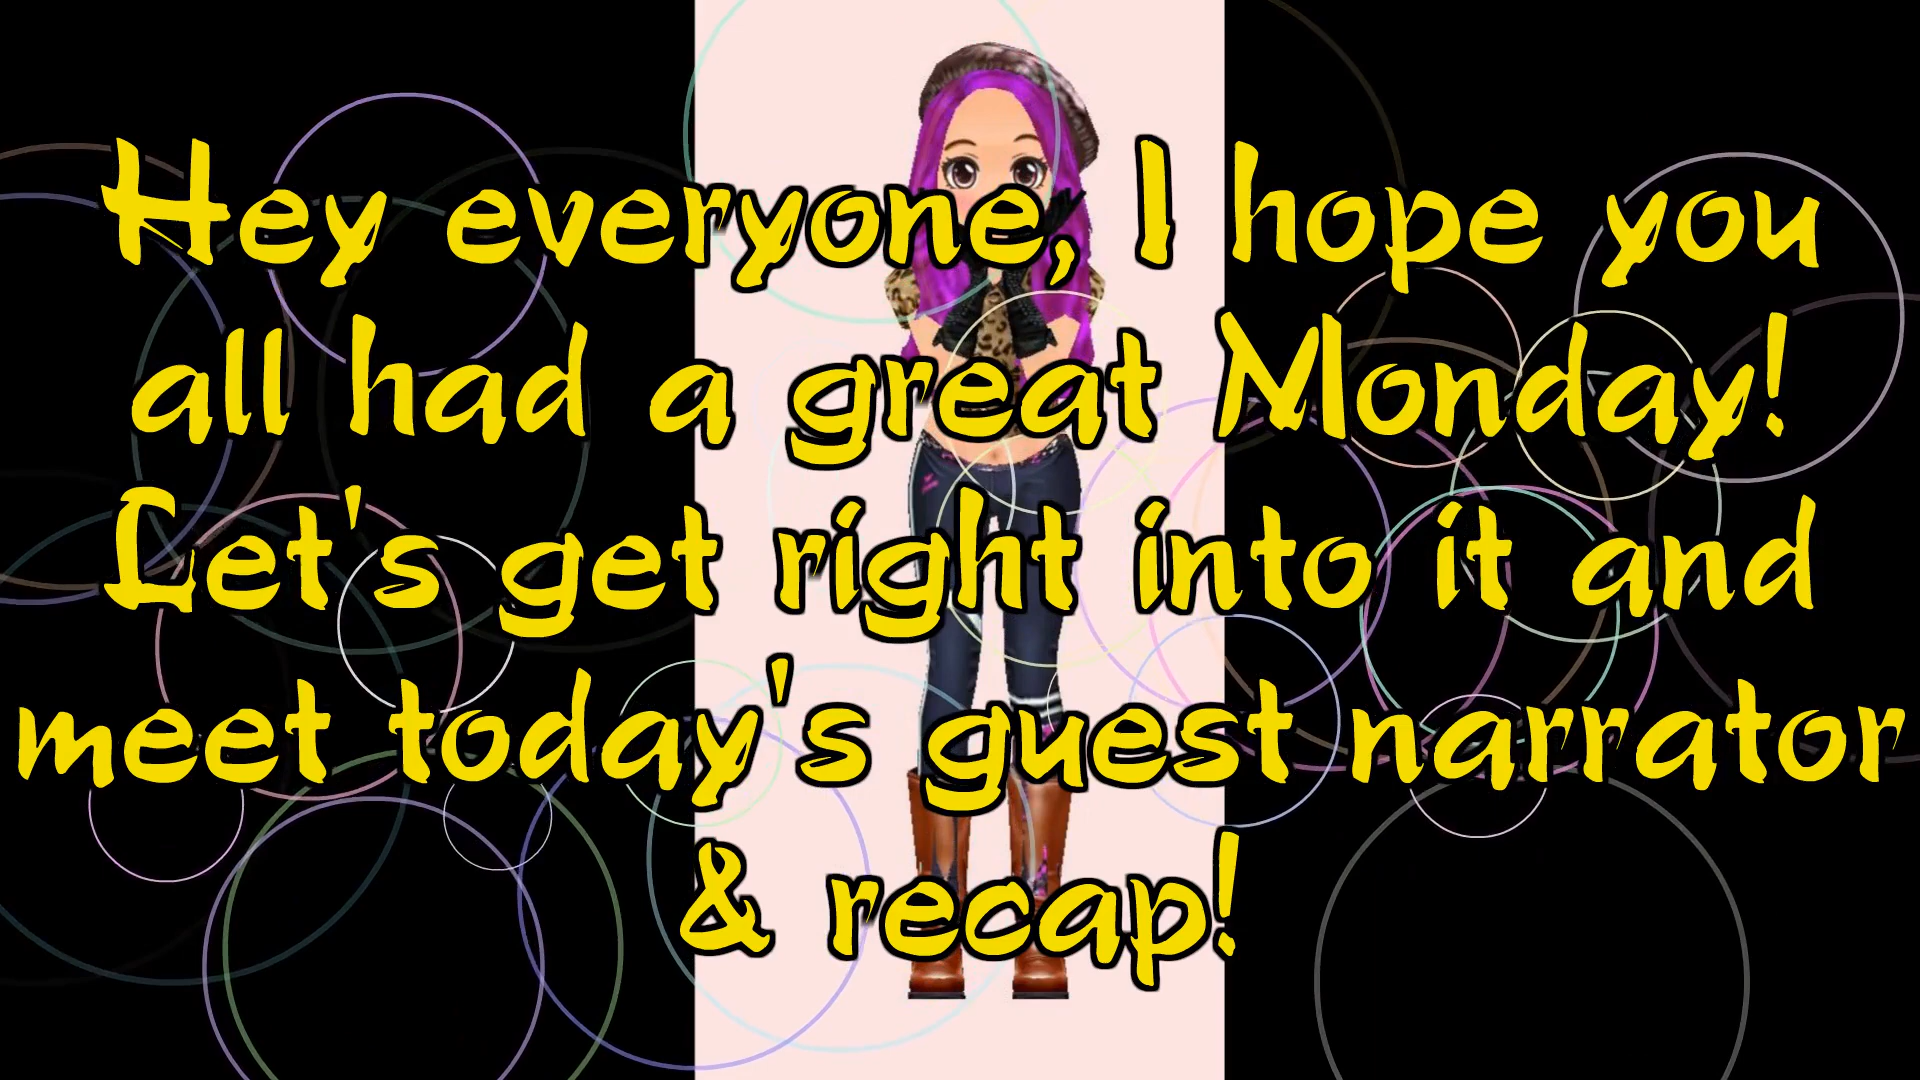 Hey everyone, I hope you
all had a great Monday!
Let's get right into it and
meet today's guest narrator
& recap!